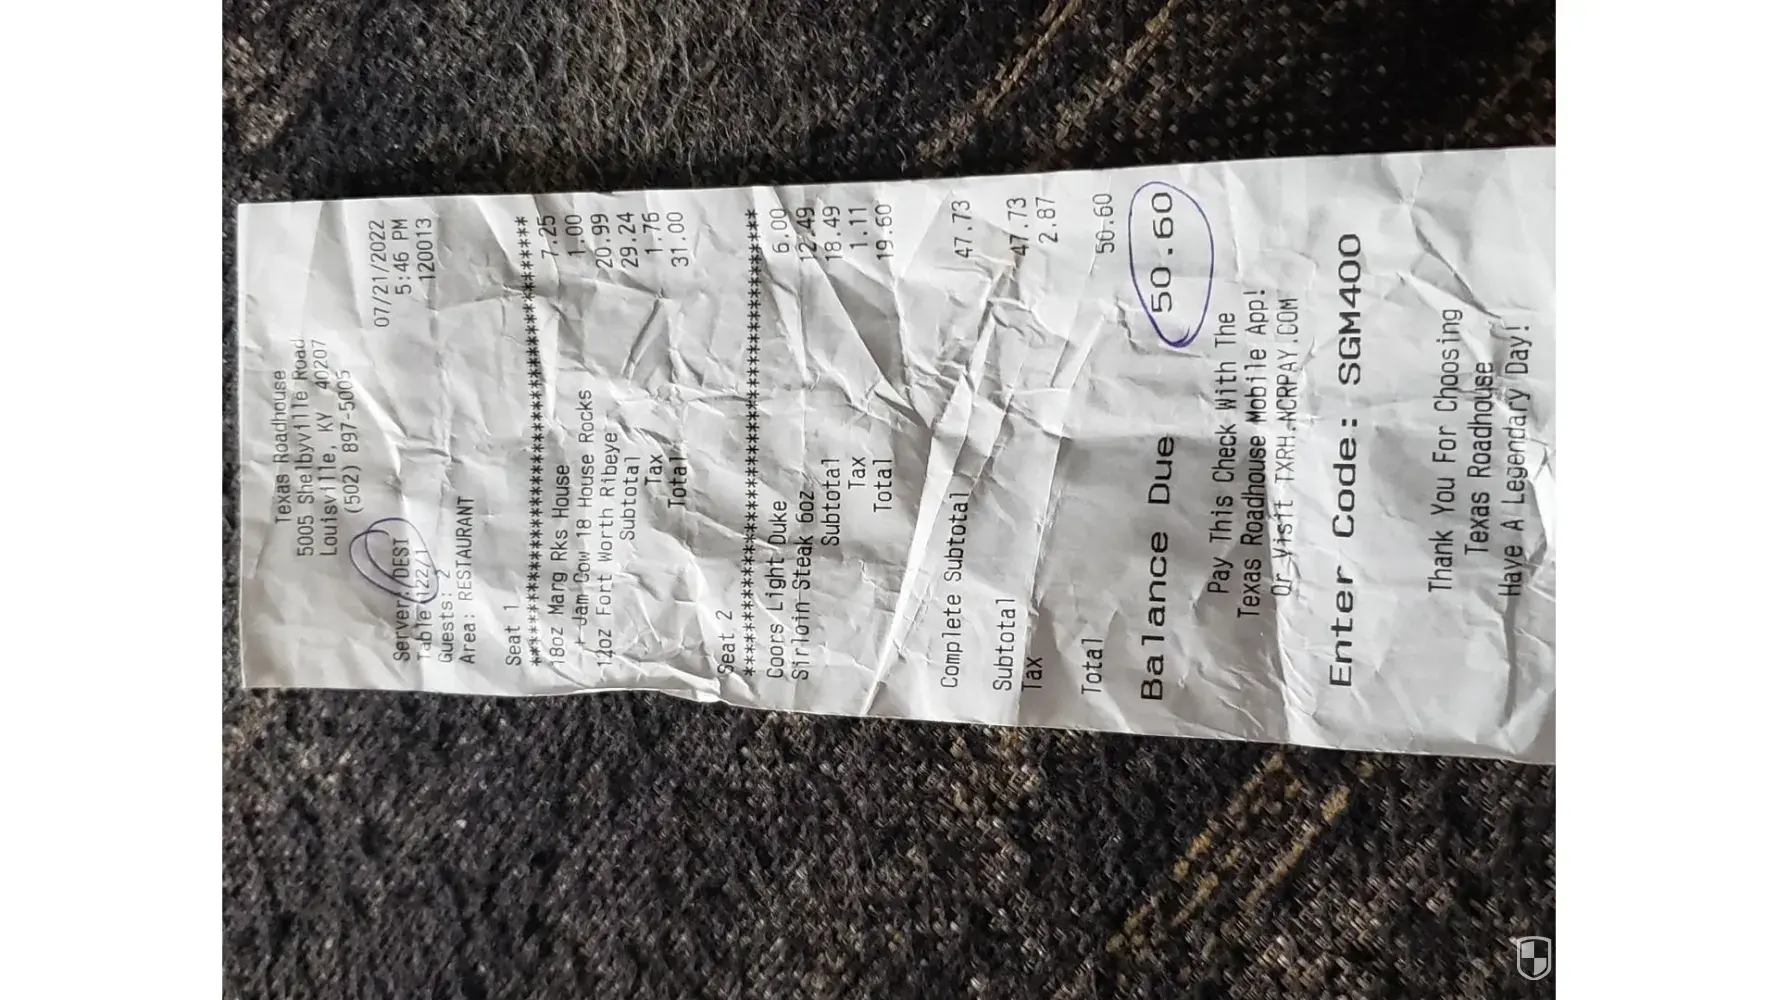 Texas Roadhouse
5005 Shelbyville Road
Louisville, KY 40207
(502) 897-5005
07/21/2022
Server: DEST 5:46 PM
Table 122/1 120013
Guests: 2
Area: RESTAURANT
Seat 1
****************************************
18oz Marg Rks House 7.25
+ Jam Cow 18 House Rocks 1.00
12oz Fort Worth Ribeye 20.99
Subtotal 29.24
Tax 1.76
Total 31.00
Seat 2
****************************************
Coors Light Duke 6.00
Sirloin Steak 6oz 12.49
Subtotal 18.49
Tax 1.11
Total 19.60
Complete Subtotal 47.73
Subtotal 47.73
Tax 2.87
Total 50.60
Balance Due 50.60
Pay This Check With The
Texas Roadhouse Mobile App!
Or Visit TXRH.NCRPAY.COM
Enter Code: SGM400
Thank You For Choosing
Texas Roadhouse
Have A Legendary Day!